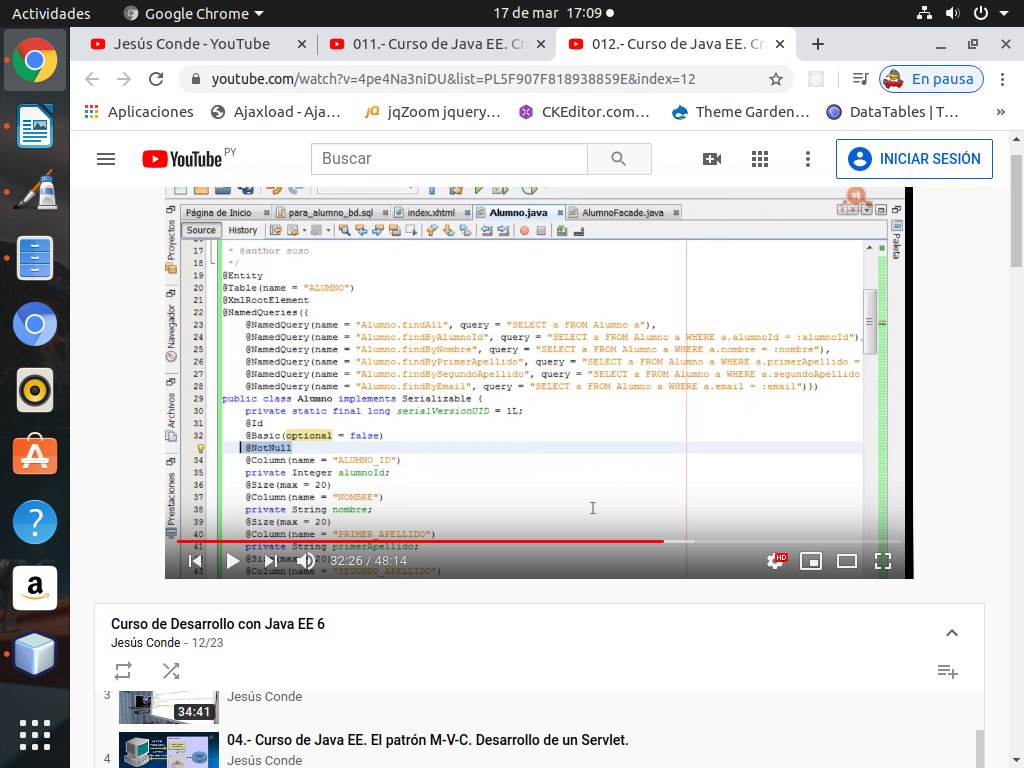 Actividades
Google Chrome
17 de mar 17:09
Jesús Conde - YouTube
011.- Curso de Java EE. Cr
012.- Curso de Java EE. C
youtube.com/watch?v=4pe4Na3niDU&list=PL5F907F818938859E&index=12
En pausa
Aplicaciones
Ajaxload - Aja…
jqZoom jquery…
CKEditor.com…
Theme Garden…
DataTables | T…
»
YouTube PY
Buscar
INICIAR SESIÓN
Página de Inicio
para_alumno_bd.sql
index.xhtml
Alumno.java
AlumnoFacade.java
Source
History
Proyectos
Navegador
Archivos
Prestaciones
Paleta
17 * @author suso
18 */
19 @Entity
20 @Table(name = "ALUMNO")
21 @XmlRootElement
22 @NamedQueries({
23 @NamedQuery(name = "Alumno.findAll", query = "SELECT a FROM Alumno a"),
24 @NamedQuery(name = "Alumno.findByAlumnoId", query = "SELECT a FROM Alumno a WHERE a.alumnoId = :alumnoId"),
25 @NamedQuery(name = "Alumno.findByNombre", query = "SELECT a FROM Alumno a WHERE a.nombre = :nombre"),
26 @NamedQuery(name = "Alumno.findByPrimerApellido", query = "SELECT a FROM Alumno a WHERE a.primerApellido =
27 @NamedQuery(name = "Alumno.findBySegundoApellido", query = "SELECT a FROM Alumno a WHERE a.segundoApellido
28 @NamedQuery(name = "Alumno.findByEmail", query = "SELECT a FROM Alumno a WHERE a.email = :email")})
29 public class Alumno implements Serializable {
30 private static final long serialVersionUID = 1L;
31 @Id
32 @Basic(optional = false)
@NotNull
34 @Column(name = "ALUMNO_ID")
35 private Integer alumnoId;
36 @Size(max = 20)
37 @Column(name = "NOMBRE")
38 private String nombre;
39 @Size(max = 20)
40 @Column(name = "PRIMER_APELLIDO")
41 private String primerApellido;
@Size(max = 20)
43 @Column(name = "SEGUNDO_APELLIDO")
32:26 / 48:14
HD
Curso de Desarrollo con Java EE 6
Jesús Conde - 12/23
3
34:41
Jesús Conde
4
04.- Curso de Java EE. El patrón M-V-C. Desarrollo de un Servlet.
Jesús Conde